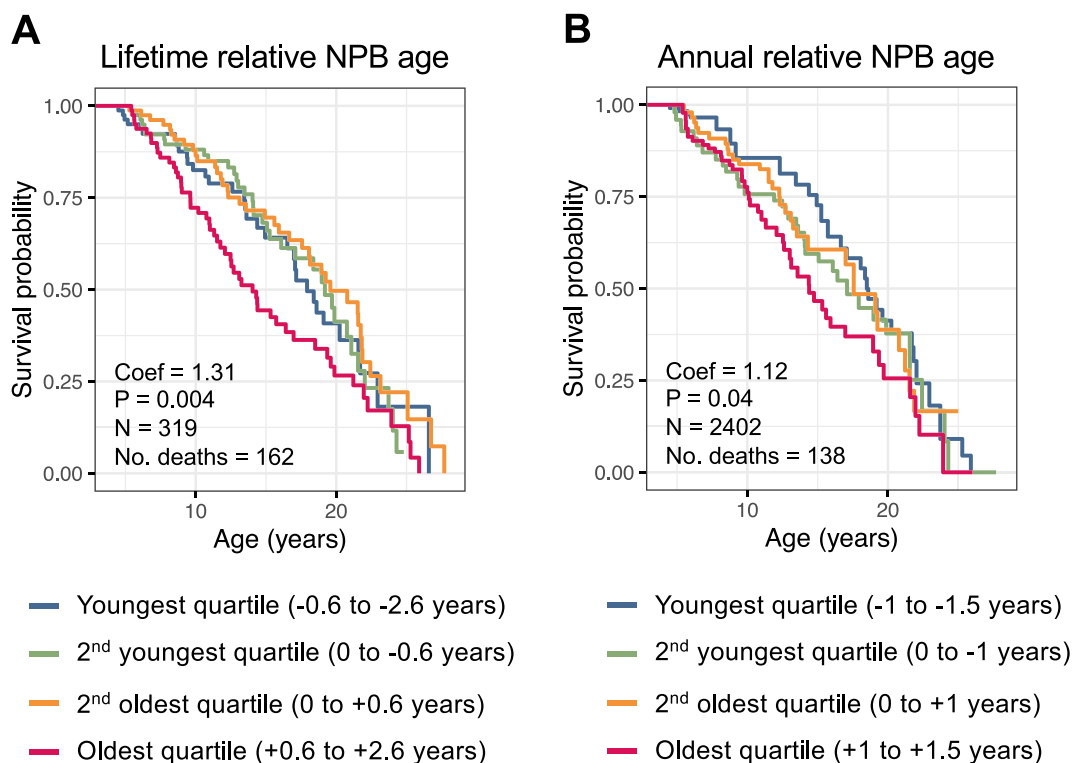 A
Lifetime relative NPB age
Survival probability
1.00
0.75
0.50
0.25
0.00
Coef = 1.31
P = 0.004
N = 319
No. deaths = 162
10
20
Age (years)
Youngest quartile (-0.6 to -2.6 years)
2nd youngest quartile (0 to -0.6 years)
2nd oldest quartile (0 to +0.6 years)
Oldest quartile (+0.6 to +2.6 years)
B
Annual relative NPB age
Survival probability
1.00
0.75
0.50
0.25
0.00
Coef = 1.12
P = 0.04
N = 2402
No. deaths = 138
10
20
Age (years)
Youngest quartile (-1 to -1.5 years)
2nd youngest quartile (0 to -1 years)
2nd oldest quartile (0 to +1 years)
Oldest quartile (+1 to +1.5 years)